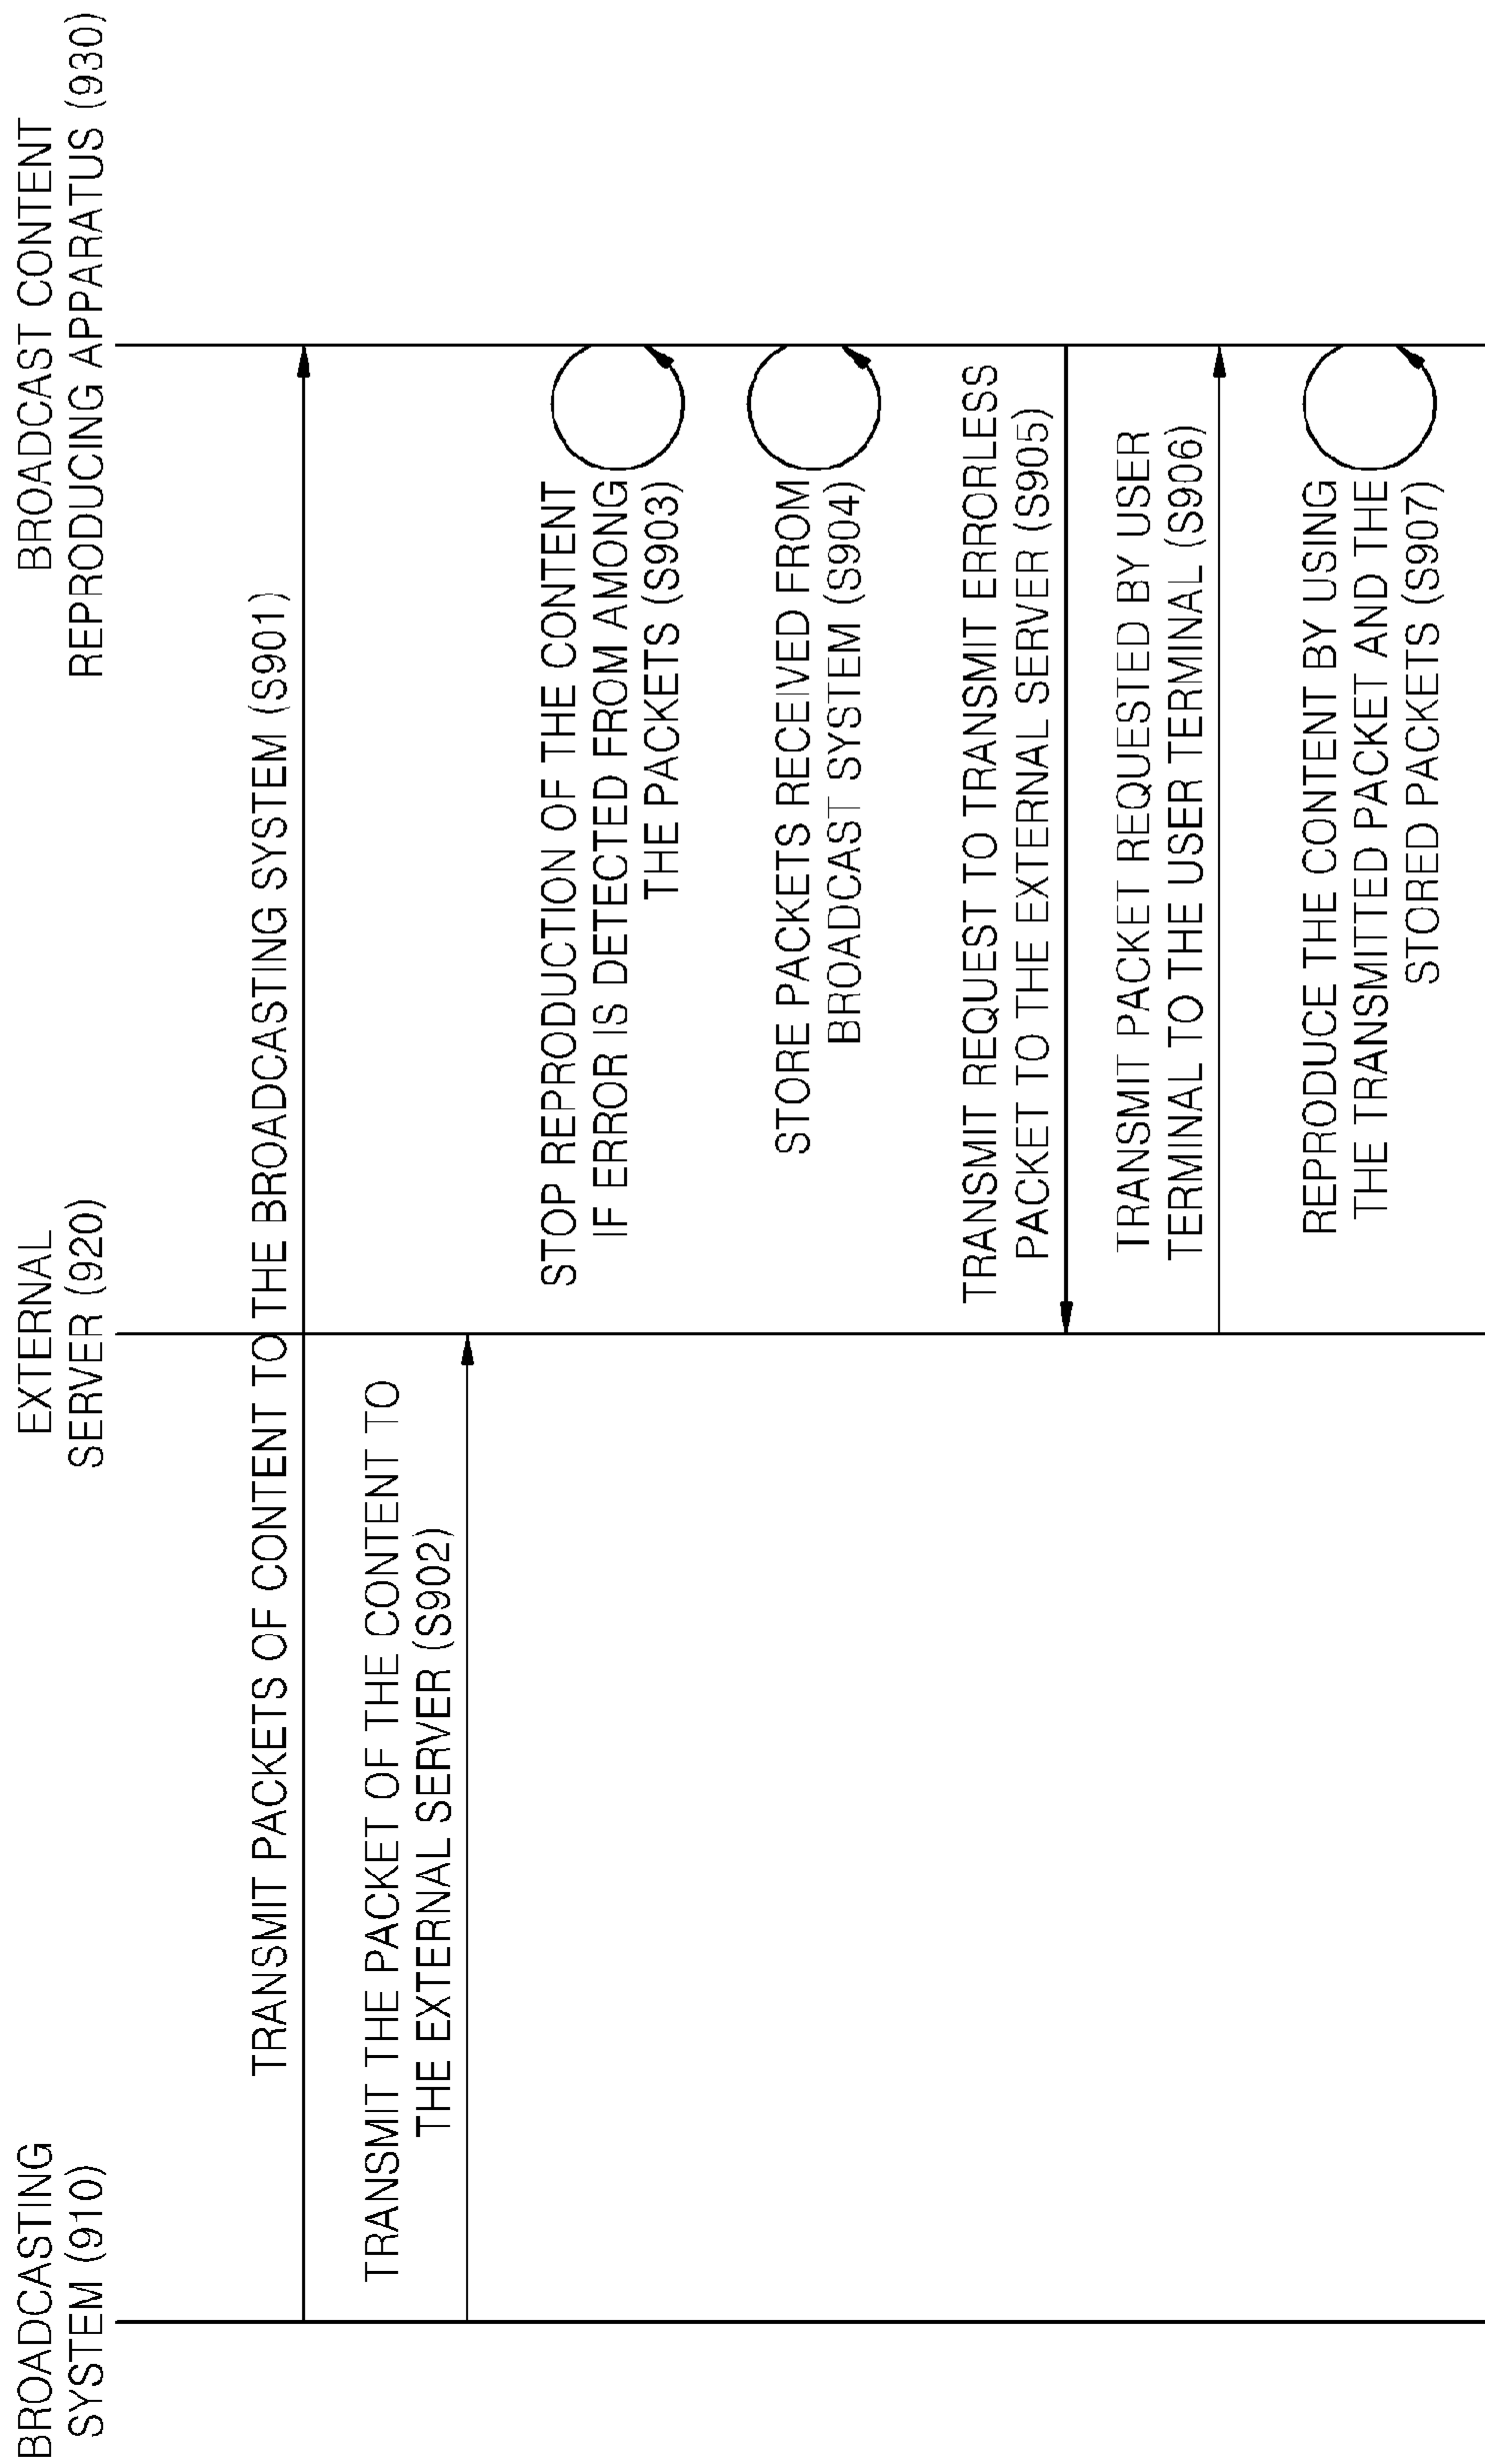 BROADCASTING
SYSTEM (910)
EXTERNAL
SERVER (920)
BROADCAST CONTENT
REPRODUCING APPARATUS (930)
TRANSMIT PACKETS OF CONTENT TO THE BROADCASTING SYSTEM (S901)
TRANSMIT THE PACKET OF THE CONTENT TO
THE EXTERNAL SERVER (S902)
STOP REPRODUCTION OF THE CONTENT
IF ERROR IS DETECTED FROM AMONG
THE PACKETS (S903)
STORE PACKETS RECEIVED FROM
BROADCAST SYSTEM (S904)
TRANSMIT REQUEST TO TRANSMIT ERRORLESS
PACKET TO THE EXTERNAL SERVER (S905)
TRANSMIT PACKET REQUESTED BY USER
TERMINAL TO THE USER TERMINAL (S906)
REPRODUCE THE CONTENT BY USING
THE TRANSMITTED PACKET AND THE
STORED PACKETS (S907)